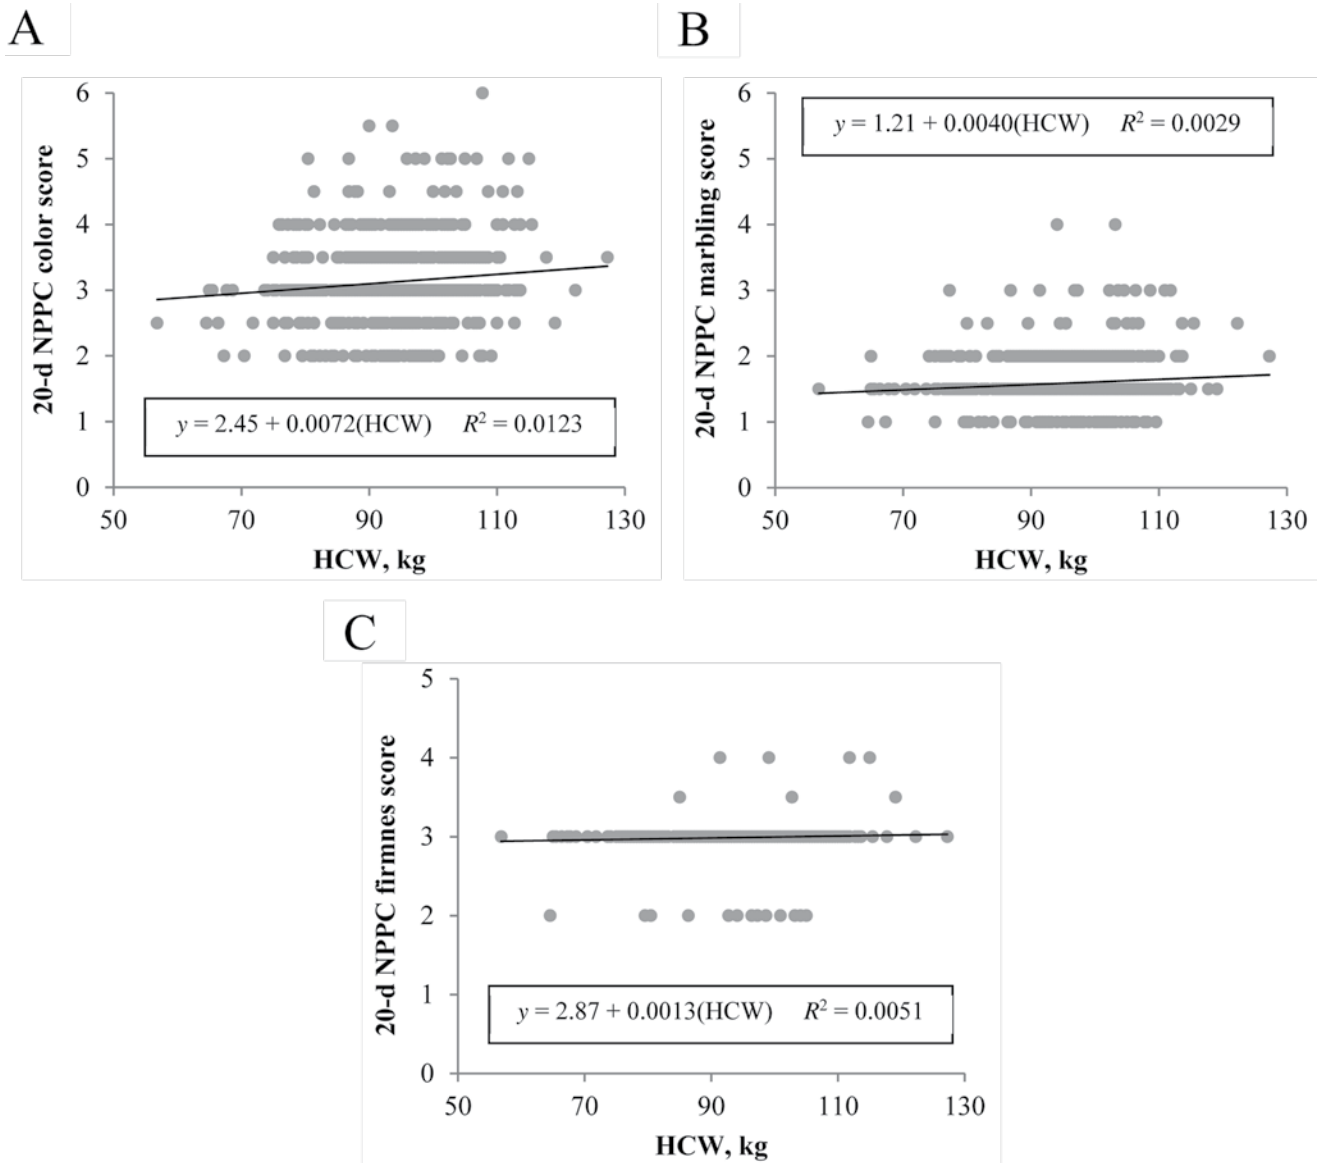 A
B
6
5
4
3
2
1
0
20-d NPPC color score
y = 2.45 + 0.0072(HCW) R² = 0.0123
50 70 90 110 130
HCW, kg
6
5
4
3
2
1
0
20-d NPPC marbling score
y = 1.21 + 0.0040(HCW) R² = 0.0029
50 70 90 110 130
HCW, kg
C
5
4
3
2
1
0
20-d NPPC firmnes score
y = 2.87 + 0.0013(HCW) R² = 0.0051
50 70 90 110 130
HCW, kg